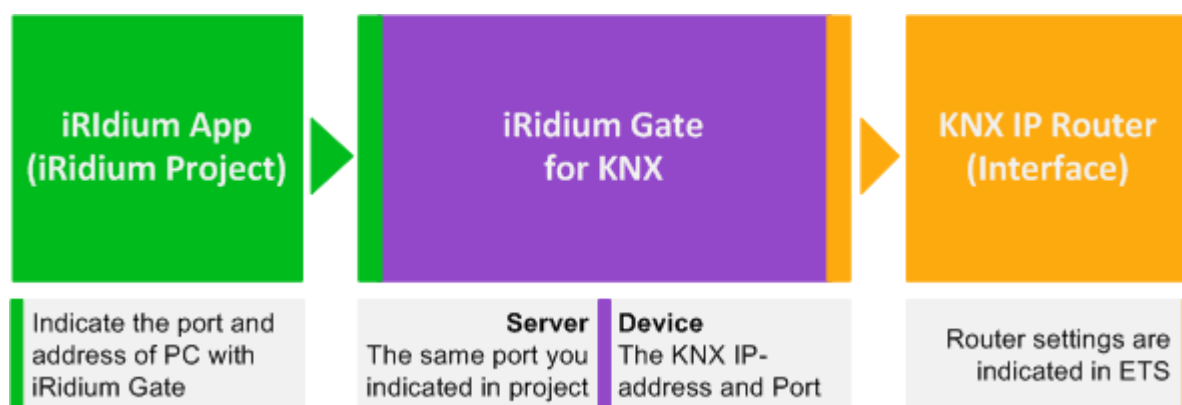 iRIdium App
(iRidium Project)
iRidium Gate
for KNX
KNX IP Router
(Interface)
Indicate the port and
address of PC with
iRidium Gate
Server
The same port you
indicated in project
Device
The KNX IP-
address and Port
Router settings are
indicated in ETS